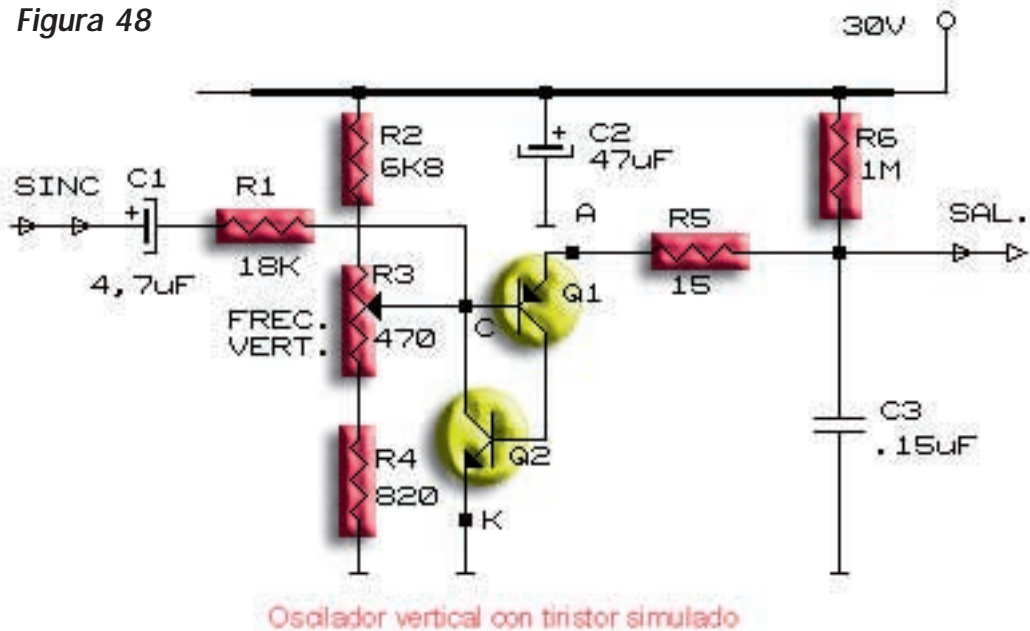 Figura 48
30V
R2
6K8
C2
47uF
R6
1M
SINC
C1
R1
A
R5
SAL.
4,7uF
18K
R3
Q1
15
FREC.
VERT.
470
C
C3
.15uF
R4
820
Q2
K
Oscilador vertical con tiristor simulado